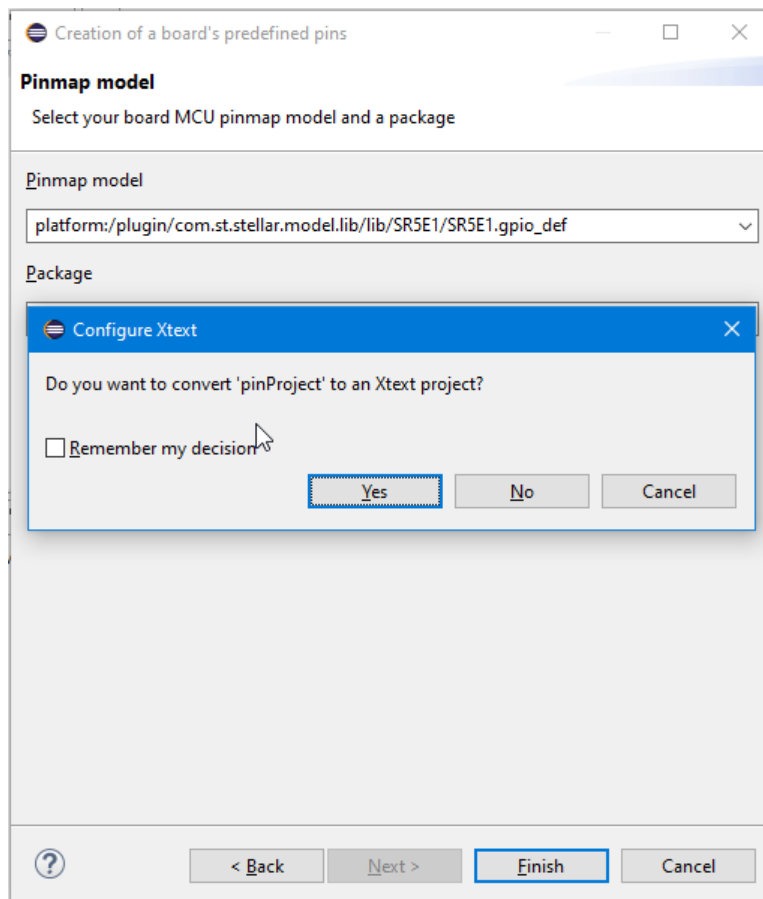 Creation of a board's predefined pins
Pinmap model
Select your board MCU pinmap model and a package
Pinmap model
platform:/plugin/com.st.stellar.model.lib/lib/SR5E1/SR5E1.gpio_def
Package
Configure Xtext
Do you want to convert 'pinProject' to an Xtext project?
Remember my decision
Yes No Cancel
? < Back Next > Finish Cancel